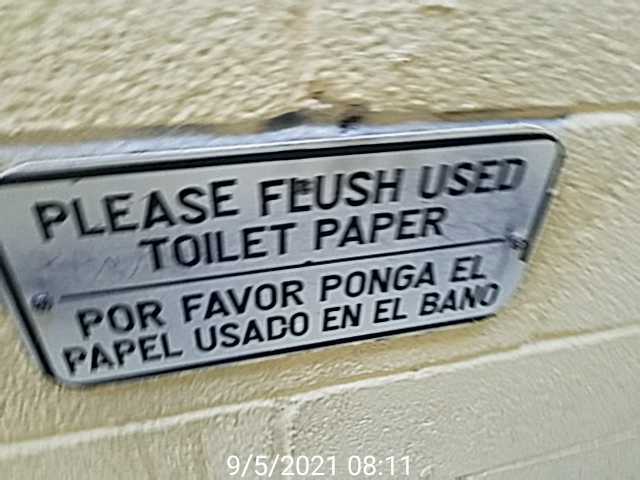 PLEASE FLUSH USED
TOILET PAPER
POR FAVOR PONGA EL
PAPEL USADO EN EL BANO
9/5/2021 08:11